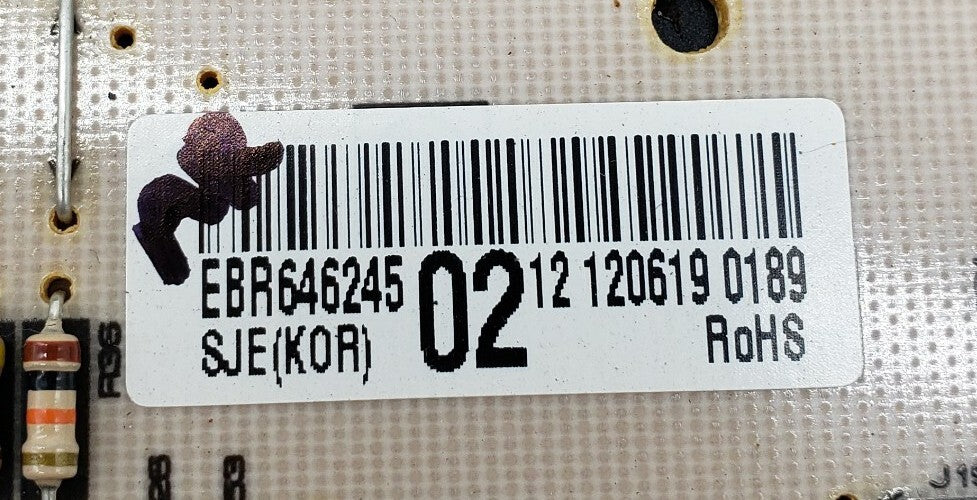 EBR646245 02 12 120619 0189
SJE(KOR) RoHS
R36